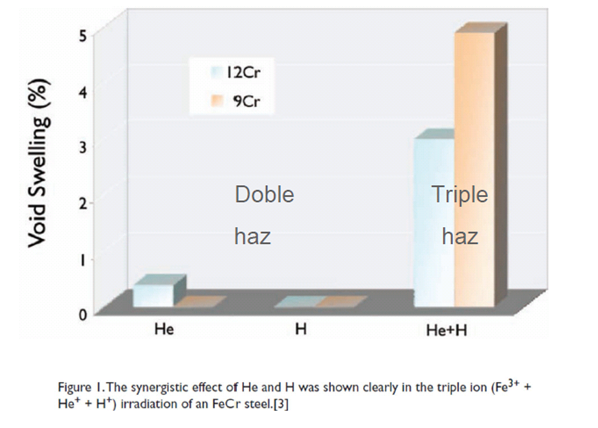 Void Swelling (%)
5
4
3
2
1
0
12Cr
9Cr
Doble
haz
Triple
haz
He
H
He+H
Figure 1.The synergistic effect of He and H was shown clearly in the triple ion (Fe³⁺ +
He⁺ + H⁺) irradiation of an FeCr steel.[3]